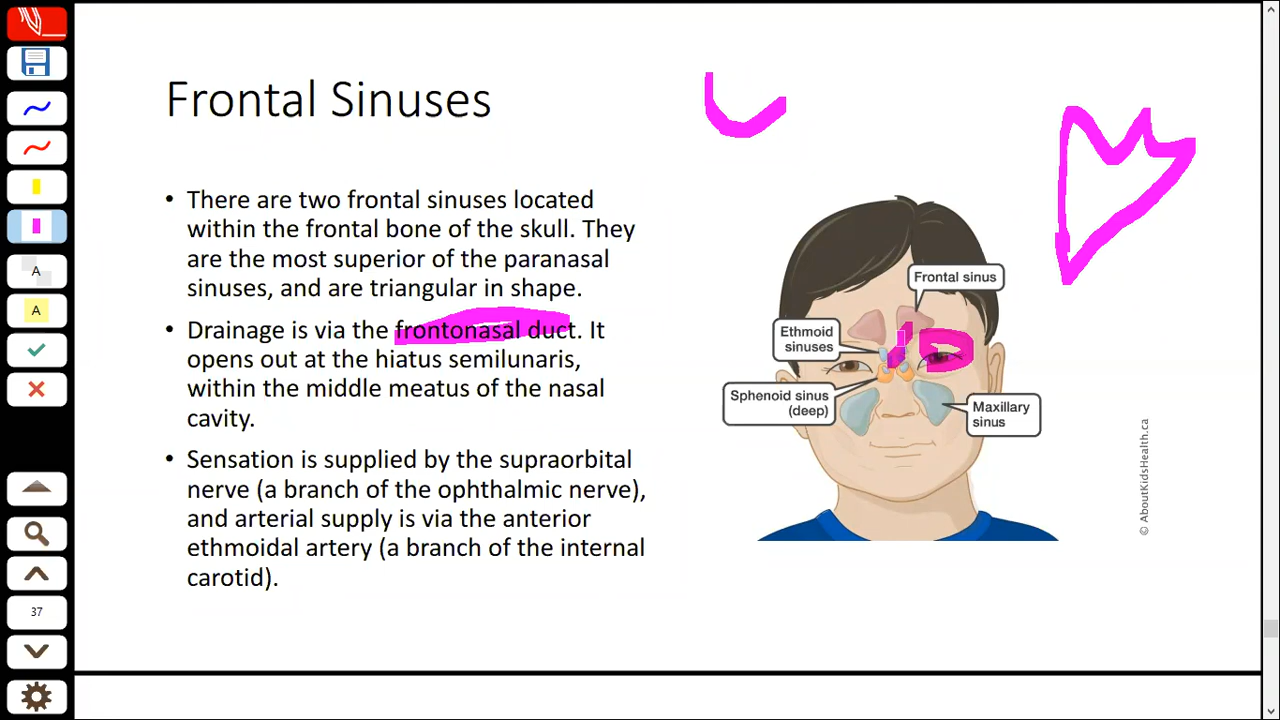 Frontal Sinuses
• There are two frontal sinuses located
within the frontal bone of the skull. They
are the most superior of the paranasal
sinuses, and are triangular in shape.
• Drainage is via the frontonasal duct. It
opens out at the hiatus semilunaris,
within the middle meatus of the nasal
cavity.
• Sensation is supplied by the supraorbital
nerve (a branch of the ophthalmic nerve),
and arterial supply is via the anterior
ethmoidal artery (a branch of the internal
carotid).
Frontal sinus
Ethmoid
sinuses
Sphenoid sinus
(deep)
Maxillary
sinus
© AboutKidsHealth.ca
A
A
37